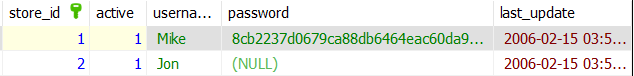 store_id active userna... password last_update
1 1 Mike 8cb2237d0679ca88db6464eac60da9... 2006-02-15 03:5...
2 1 Jon (NULL) 2006-02-15 03:5...